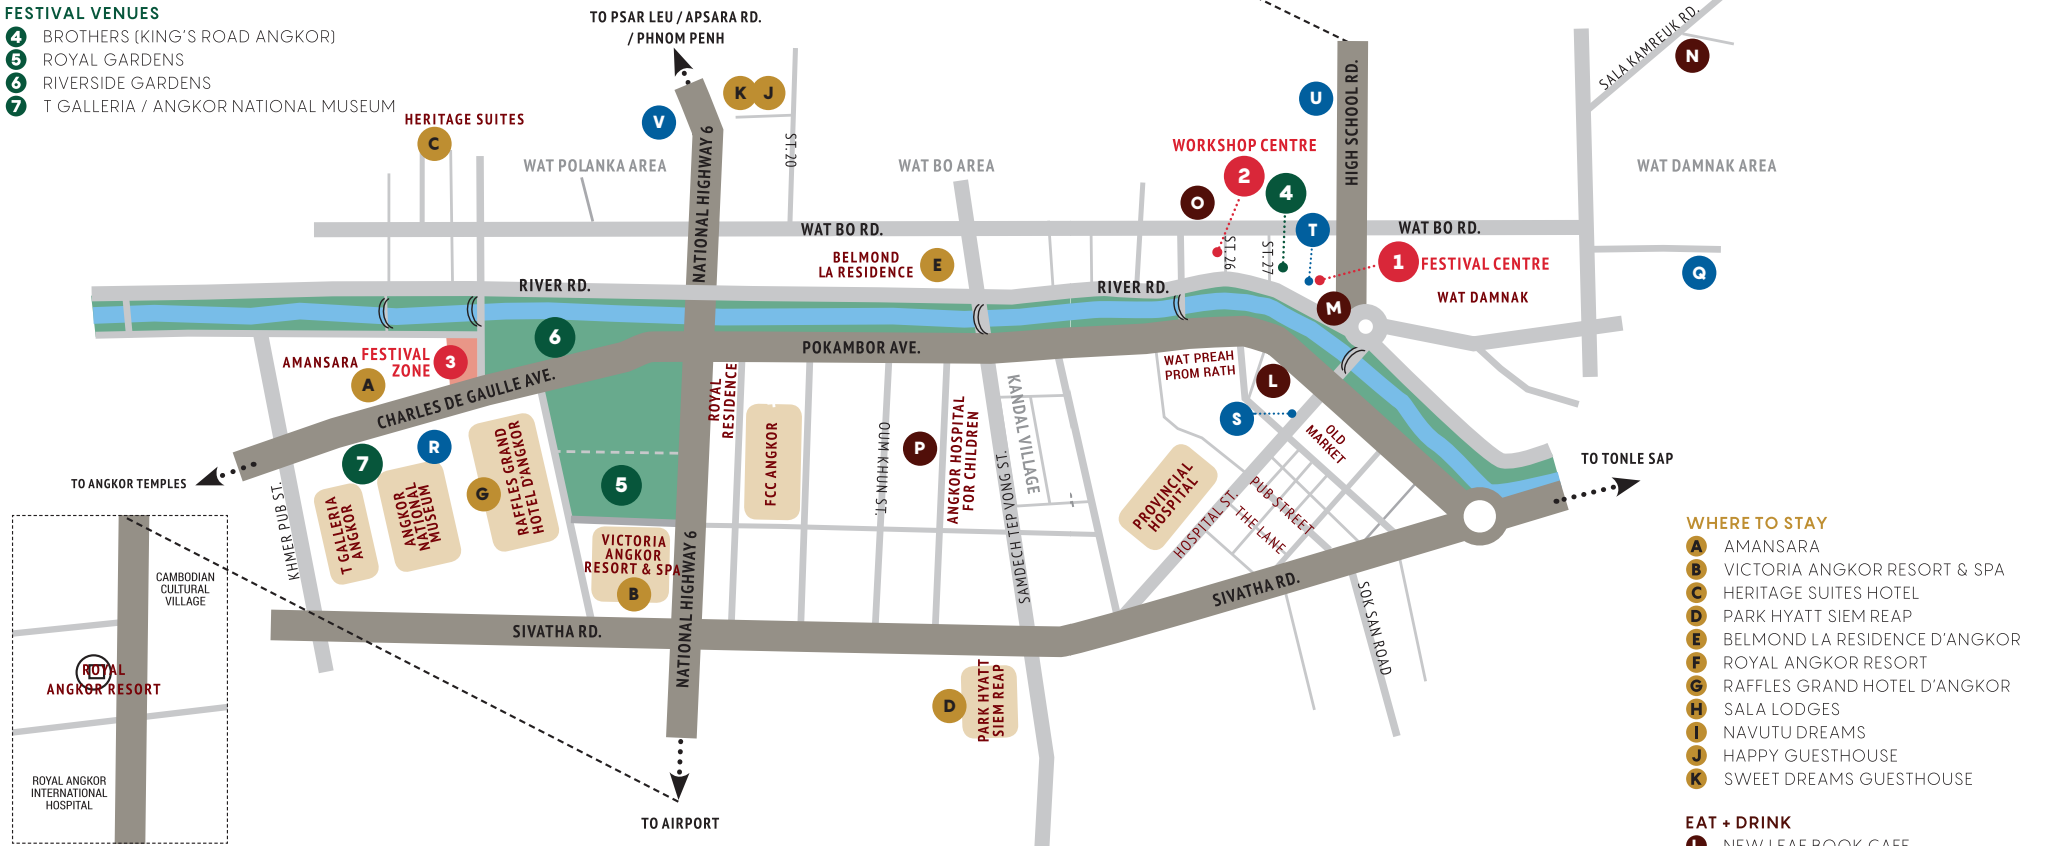 FESTIVAL VENUES
4 BROTHERS (KING'S ROAD ANGKOR)
5 ROYAL GARDENS
6 RIVERSIDE GARDENS
7 T GALLERIA / ANGKOR NATIONAL MUSEUM
TO PSAR LEU / APSARA RD.
/ PHNOM PENH
K
J
V
U
N
SALA KAMREUK RD.
HIGH SCHOOL RD.
HERITAGE SUITES
C
WAT POLANKA AREA
NATIONAL HIGHWAY 6
ST. 20
WAT BO AREA
WORKSHOP CENTRE
2
4
O
T
WAT DAMNAK AREA
WAT BO RD.
WAT BO RD.
ST. 26
ST. 27
BELMOND
LA RESIDENCE
E
1
FESTIVAL CENTRE
WAT DAMNAK
Q
M
RIVER RD.
RIVER RD.
6
POKAMBOR AVE.
AMANSARA
A
FESTIVAL
ZONE
3
CHARLES DE GAULLE AVE.
ROYAL
RESIDENCE
WAT PREAH
PROM RATH
L
S
OLD
MARKET
KANDAL VILLAGE
FCC ANGKOR
OUM KHUN ST.
P
ANGKOR HOSPITAL
FOR CHILDREN
SAMDECH TEP VONG ST.
PROVINCIAL
HOSPITAL
HOSPITAL ST.
PUB STREET
THE LANE
TO TONLE SAP
TO ANGKOR TEMPLES
7
R
G
5
KHMER PUB ST.
T GALLERIA
ANGKOR
ANGKOR
NATIONAL
MUSEUM
RAFFLES GRAND
HOTEL D'ANGKOR
VICTORIA
ANGKOR
RESORT & SPA
B
NATIONAL HIGHWAY 6
SIVATHA RD.
SIVATHA RD.
SOK SAN ROAD
D
PARK HYATT
SIEM REAP
TO AIRPORT
CAMBODIAN
CULTURAL
VILLAGE
ROYAL
ANGKOR RESORT
ROYAL ANGKOR
INTERNATIONAL
HOSPITAL
WHERE TO STAY
A AMANSARA
B VICTORIA ANGKOR RESORT & SPA
C HERITAGE SUITES HOTEL
D PARK HYATT SIEM REAP
E BELMOND LA RESIDENCE D'ANGKOR
F ROYAL ANGKOR RESORT
G RAFFLES GRAND HOTEL D'ANGKOR
H SALA LODGES
I NAVUTU DREAMS
J HAPPY GUESTHOUSE
K SWEET DREAMS GUESTHOUSE
EAT + DRINK
L NEW LEAF BOOK CAFE